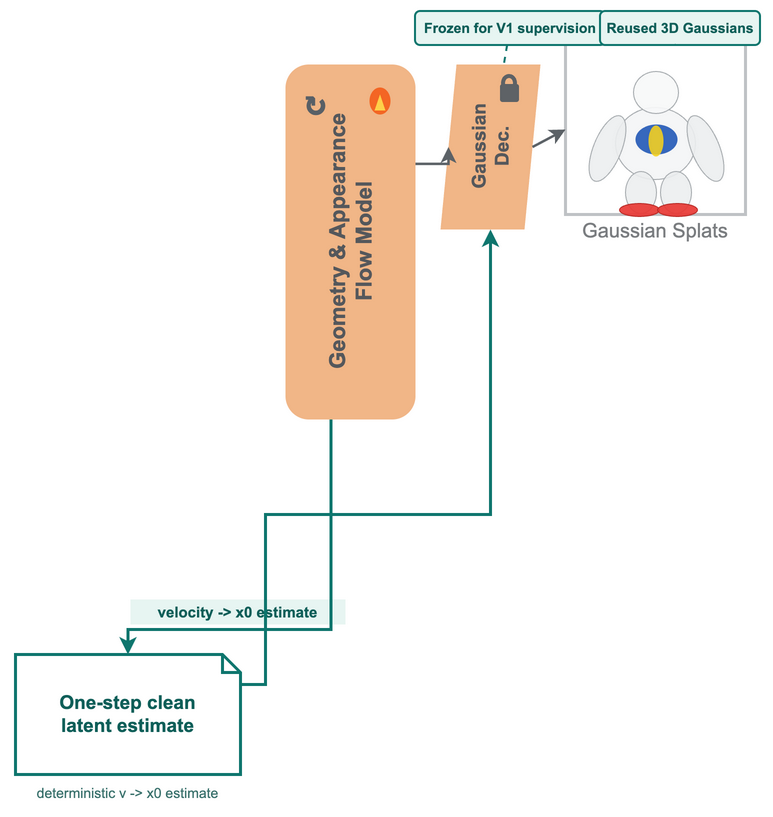 Frozen for V1 supervision
Reused 3D Gaussians
Geometry & Appearance
Flow Model
Gaussian
Dec.
Gaussian Splats
velocity -> x0 estimate
One-step clean
latent estimate
deterministic v -> x0 estimate